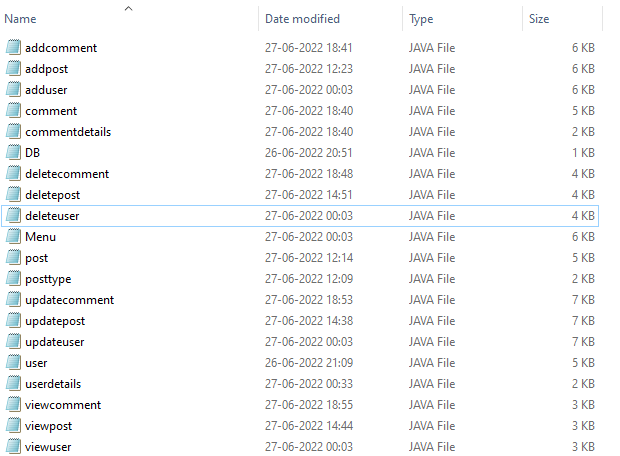 Name Date modified Type Size
addcomment 27-06-2022 18:41 JAVA File 6 KB
addpost 27-06-2022 12:23 JAVA File 6 KB
adduser 27-06-2022 00:03 JAVA File 6 KB
comment 27-06-2022 18:40 JAVA File 5 KB
commentdetails 27-06-2022 18:40 JAVA File 2 KB
DB 26-06-2022 20:51 JAVA File 1 KB
deletecomment 27-06-2022 18:48 JAVA File 4 KB
deletepost 27-06-2022 14:51 JAVA File 4 KB
deleteuser 27-06-2022 00:03 JAVA File 4 KB
Menu 27-06-2022 00:03 JAVA File 6 KB
post 27-06-2022 12:14 JAVA File 5 KB
posttype 27-06-2022 12:09 JAVA File 2 KB
updatecomment 27-06-2022 18:53 JAVA File 7 KB
updatepost 27-06-2022 14:38 JAVA File 7 KB
updateuser 27-06-2022 00:03 JAVA File 7 KB
user 26-06-2022 21:09 JAVA File 5 KB
userdetails 27-06-2022 00:33 JAVA File 2 KB
viewcomment 27-06-2022 18:55 JAVA File 3 KB
viewpost 27-06-2022 14:44 JAVA File 3 KB
viewuser 27-06-2022 00:03 JAVA File 3 KB